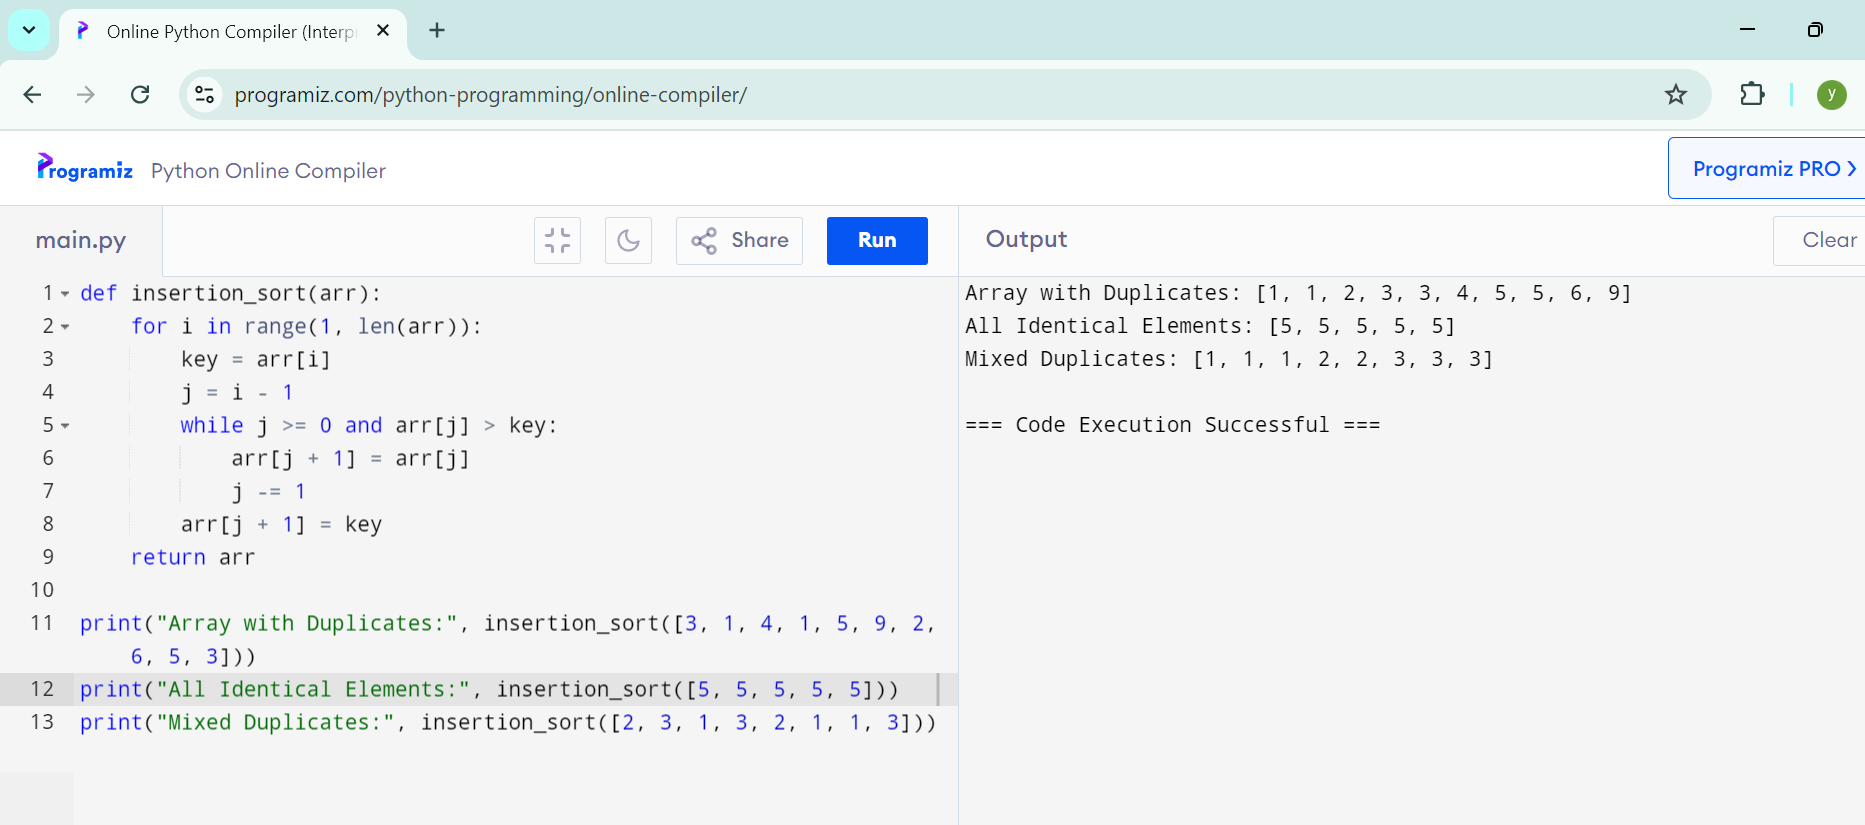 Online Python Compiler (Interp
programiz.com/python-programming/online-compiler/
y
Programiz Python Online Compiler
Programiz PRO
main.py
Share
Run
Output
Clear
1 def insertion_sort(arr):
2     for i in range(1, len(arr)):
3         key = arr[i]
4         j = i - 1
5         while j >= 0 and arr[j] > key:
6             arr[j + 1] = arr[j]
7             j -= 1
8         arr[j + 1] = key
9     return arr
10
11 print("Array with Duplicates:", insertion_sort([3, 1, 4, 1, 5, 9, 2,
    6, 5, 3]))
12 print("All Identical Elements:", insertion_sort([5, 5, 5, 5, 5]))
13 print("Mixed Duplicates:", insertion_sort([2, 3, 1, 3, 2, 1, 1, 3]))
Array with Duplicates: [1, 1, 2, 3, 3, 4, 5, 5, 6, 9]
All Identical Elements: [5, 5, 5, 5, 5]
Mixed Duplicates: [1, 1, 1, 2, 2, 3, 3, 3]
=== Code Execution Successful ===